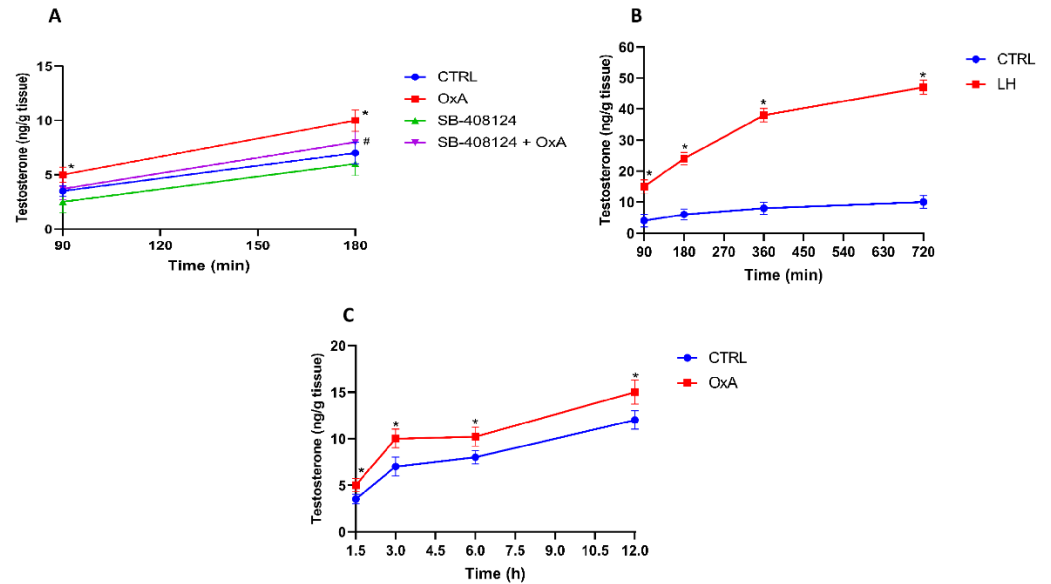 A
Testosterone (ng/g tissue)
15
10
5
0
90
120
150
180
Time (min)
*
*
#
CTRL
OxA
SB-408124
SB-408124 + OxA
B
Testosterone (ng/g tissue)
60
50
40
30
20
10
0
90
180
270
360
450
540
630
720
Time (min)
*
*
*
*
CTRL
LH
C
Testosterone (ng/g tissue)
20
15
10
5
0
1.5
3.0
4.5
6.0
7.5
9.0
10.5
12.0
Time (h)
*
*
*
*
CTRL
OxA